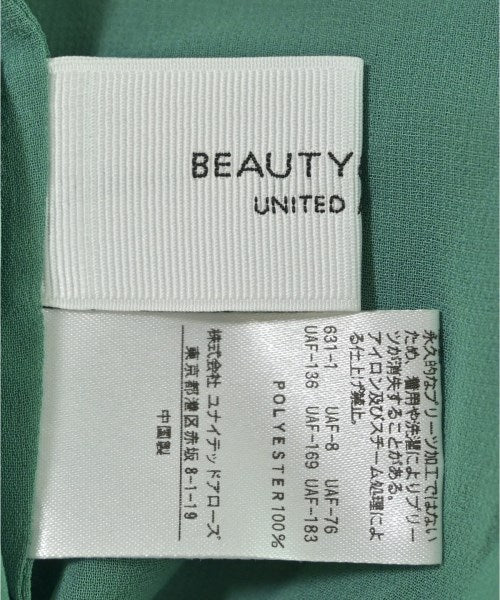 BEAUTY
UNITED
永久的なプリーツ加工ではない
ため、着用や洗濯によりプリー
ツが消失することがある。
アイロン及びスチーム処理によ
る仕上げ禁止。
631-1 UAF-8 UAF-76
UAF-136 UAF-169 UAF-183
POLYESTER100%
株式会社 ユナイテッドアローズ
東京都港区赤坂 8-1-19
中国製